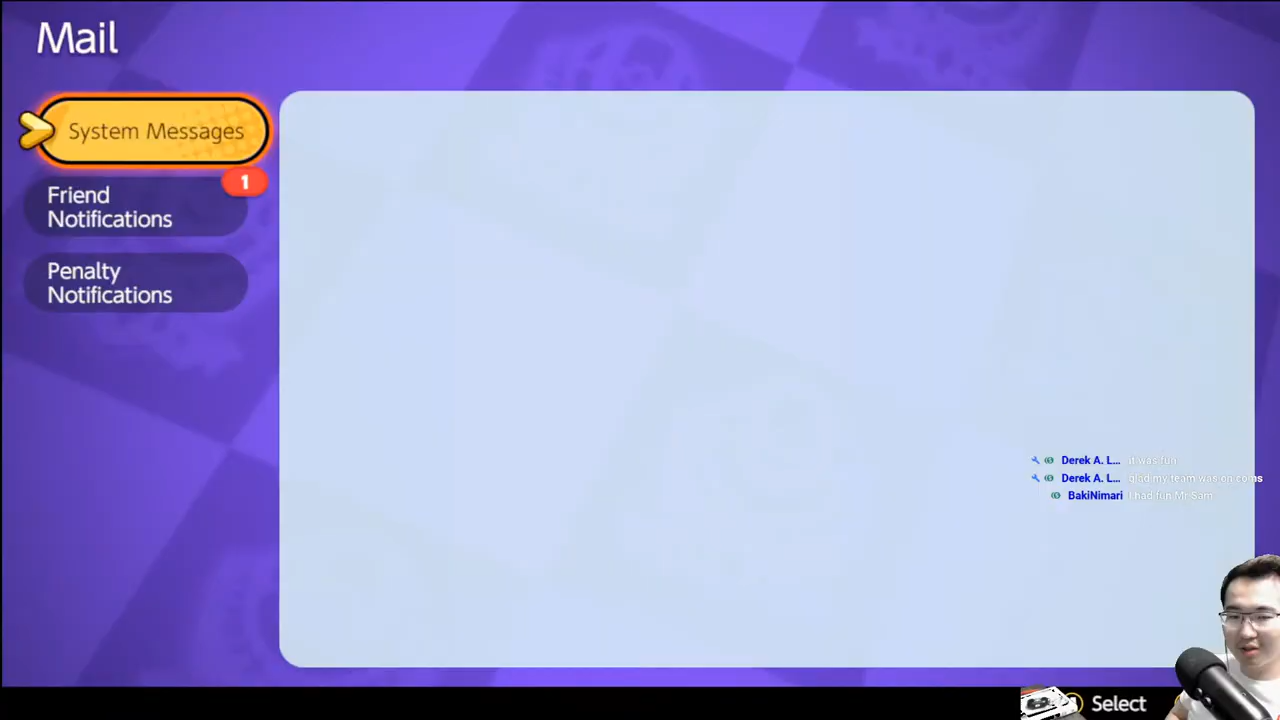 Mail
System Messages
1
Friend
Notifications
Penalty
Notifications
Derek A. L... it was fun
Derek A. L... glad my team was on coms
BakiNimari I had fun Mr Sam
Select